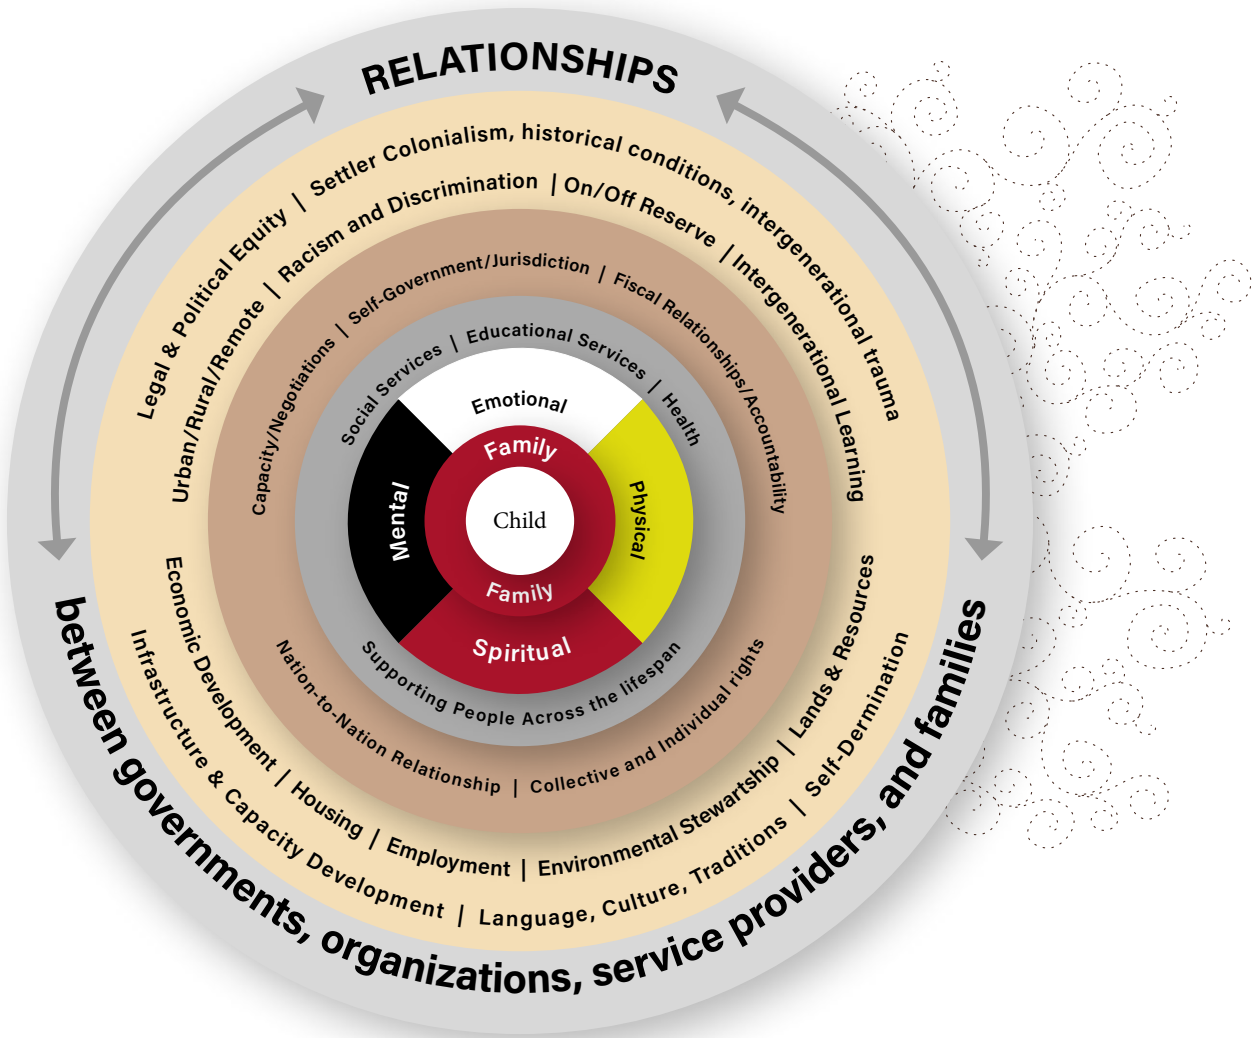 RELATIONSHIPS
between governments, organizations, service providers, and families
Legal & Political Equity | Settler Colonialism, historical conditions, intergenerational trauma
Urban/Rural/Remote | Racism and Discrimination | On/Off Reserve | Intergenerational Learning
Economic Development | Housing | Employment | Environmental Stewartship | Lands & Resources
Infrastructure & Capacity Development | Language, Culture, Traditions | Self-Dermination
Capacity/Negotiations | Self-Government/Jurisdiction | Fiscal Relationships/Accountability
Nation-to-Nation Relationship | Collective and Individual rights
Social Services | Educational Services | Health
Supporting People Across the lifespan
Emotional
Mental
Physical
Spiritual
Family
Child
Family